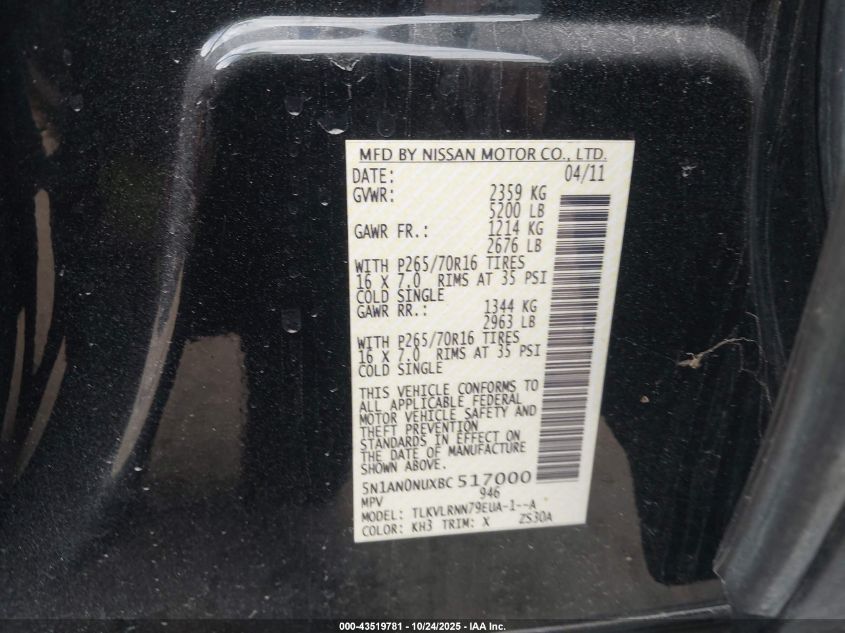 MFD BY NISSAN MOTOR CO., LTD.
DATE: 04/11
GVWR: 2359 KG
5200 LB
GAWR FR.: 1214 KG
2676 LB
WITH P265/70R16 TIRES
16 X 7.0 RIMS AT 35 PSI
COLD SINGLE
GAWR RR.: 1344 KG
2963 LB
WITH P265/70R16 TIRES
16 X 7.0 RIMS AT 35 PSI
COLD SINGLE
THIS VEHICLE CONFORMS TO
ALL APPLICABLE FEDERAL
MOTOR VEHICLE SAFETY AND
THEFT PREVENTION
STANDARDS IN EFFECT ON
THE DATE OF MANUFACTURE
SHOWN ABOVE.
5N1AN0NUXBC517000
MPV 946
MODEL: TLKVLRNN79EUA-1--A
COLOR: KH3 TRIM: X ZS30A
000-43519781 - 10/24/2025 - IAA Inc.